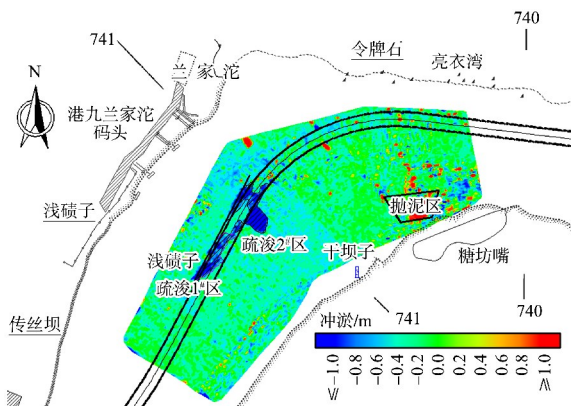 740
741
令牌石
亮衣湾
兰家沱
N
港九兰家沱
码头
抛泥区
浅碛子
疏浚2#区
浅碛子
干坝子
糖坊嘴
疏浚1#区
传丝坝
741
740
冲淤/m
≤-1.0
-0.8
-0.6
-0.4
-0.2
0.0
0.2
0.4
0.6
0.8
≥1.0